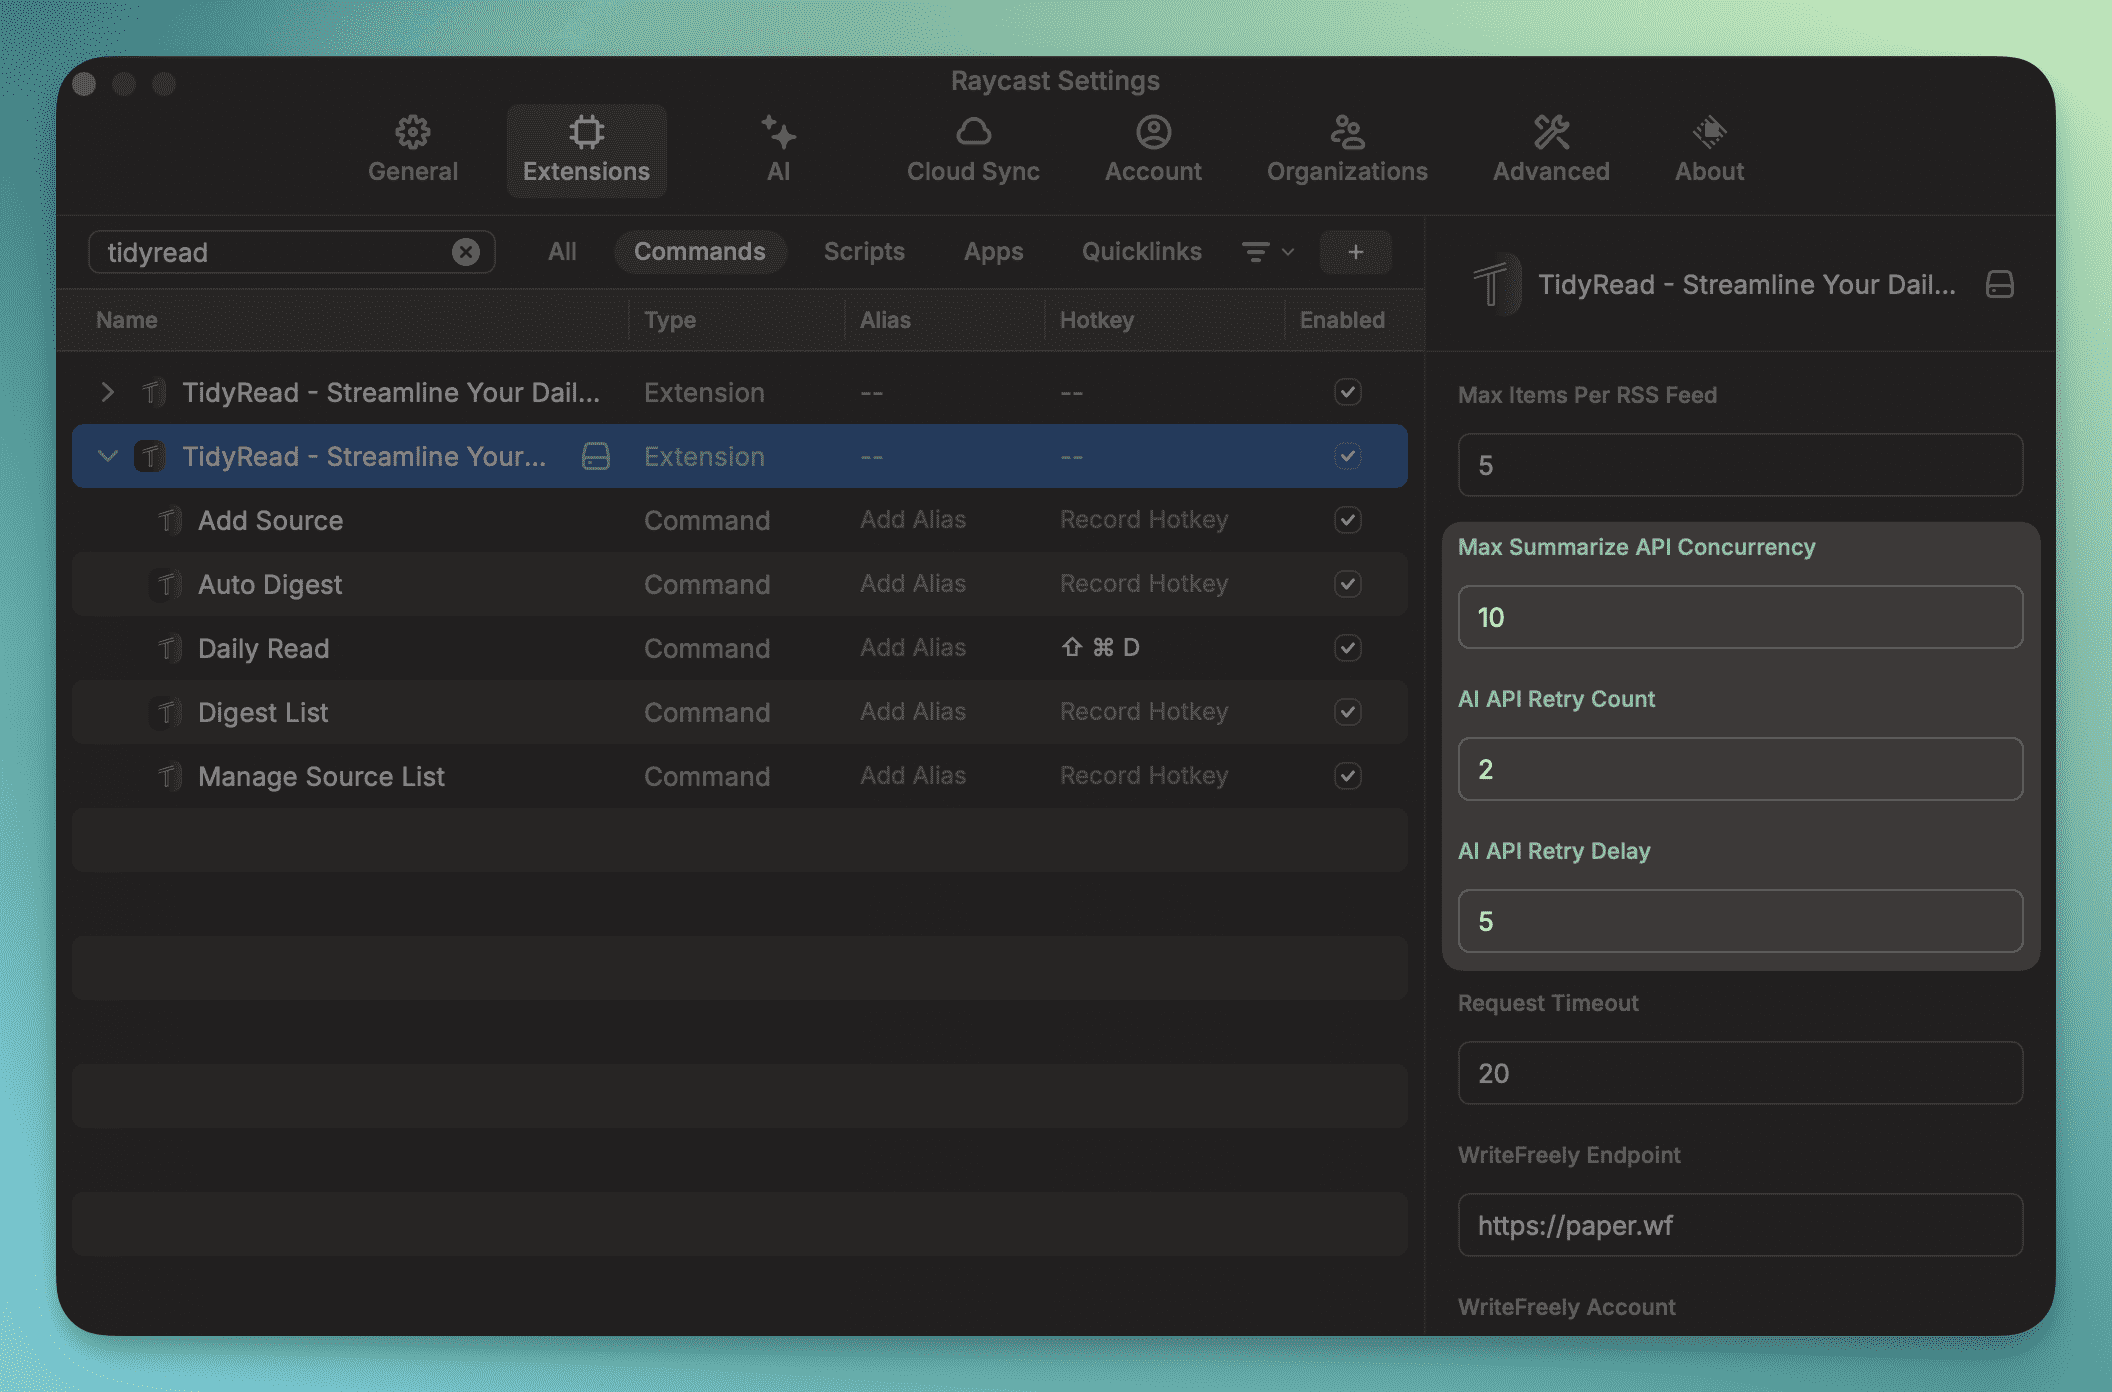 Raycast Settings
General Extensions AI Cloud Sync Account Organizations Advanced About
tidyread All Commands Scripts Apps Quicklinks +
Name Type Alias Hotkey Enabled
TidyRead - Streamline Your Dail... Extension -- --
TidyRead - Streamline Your... Extension -- --
Add Source Command Add Alias Record Hotkey
Auto Digest Command Add Alias Record Hotkey
Daily Read Command Add Alias ⇧ ⌘ D
Digest List Command Add Alias Record Hotkey
Manage Source List Command Add Alias Record Hotkey
TidyRead - Streamline Your Dail...
Max Items Per RSS Feed
5
Max Summarize API Concurrency
10
AI API Retry Count
2
AI API Retry Delay
5
Request Timeout
20
WriteFreely Endpoint
https://paper.wf
WriteFreely Account